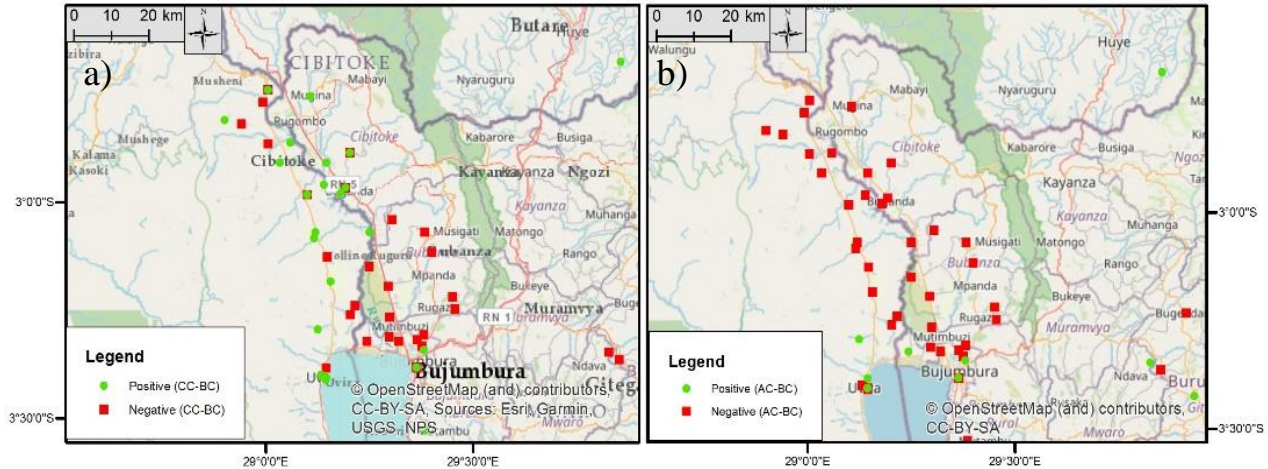 0 10 20 km
N
a)
Butare
Huye
Nyaruguru
CIBITOKE
Mabayi
Musheni
Rugombo
Mushege
Cibitoke
Kabarore
Busiga
Kalama
Kasoki
Cibitoke
Kayanza
Ngozi
RN 5
Kayanza
3°0'0"S
Musigati
Matongo
Muhanga
Rango
Mpanda
Bukeye
Muramvya
RN 1
Mutimbuzi
Ndava
Bujumbura
Uvira
Legend
Positive (CC-BC)
Negative (CC-BC)
© OpenStreetMap (and) contributors,
CC-BY-SA, Sources: Esri, Garmin,
USGS, NPS
3°30'0"S
29°0'0"E
29°30'0"E
0 10 20 km
N
b)
Walungu
Huye
Nyaruguru
Mabayi
Rugombo
Cibitoke
Kabarore
Busiga
Kayanza
Kayanza
Muhanga
3°0'0"S
Musigati
Matongo
Bubanza
Rango
Mpanda
Bukeye
Muramvya
Mutimbuzi
Bujumbura
Ndava
Rusaka
Mwaro
Legend
Positive (AC-BC)
Negative (AC-BC)
© OpenStreetMap (and) contributors,
CC-BY-SA
3°30'0"S
29°0'0"E
29°30'0"E